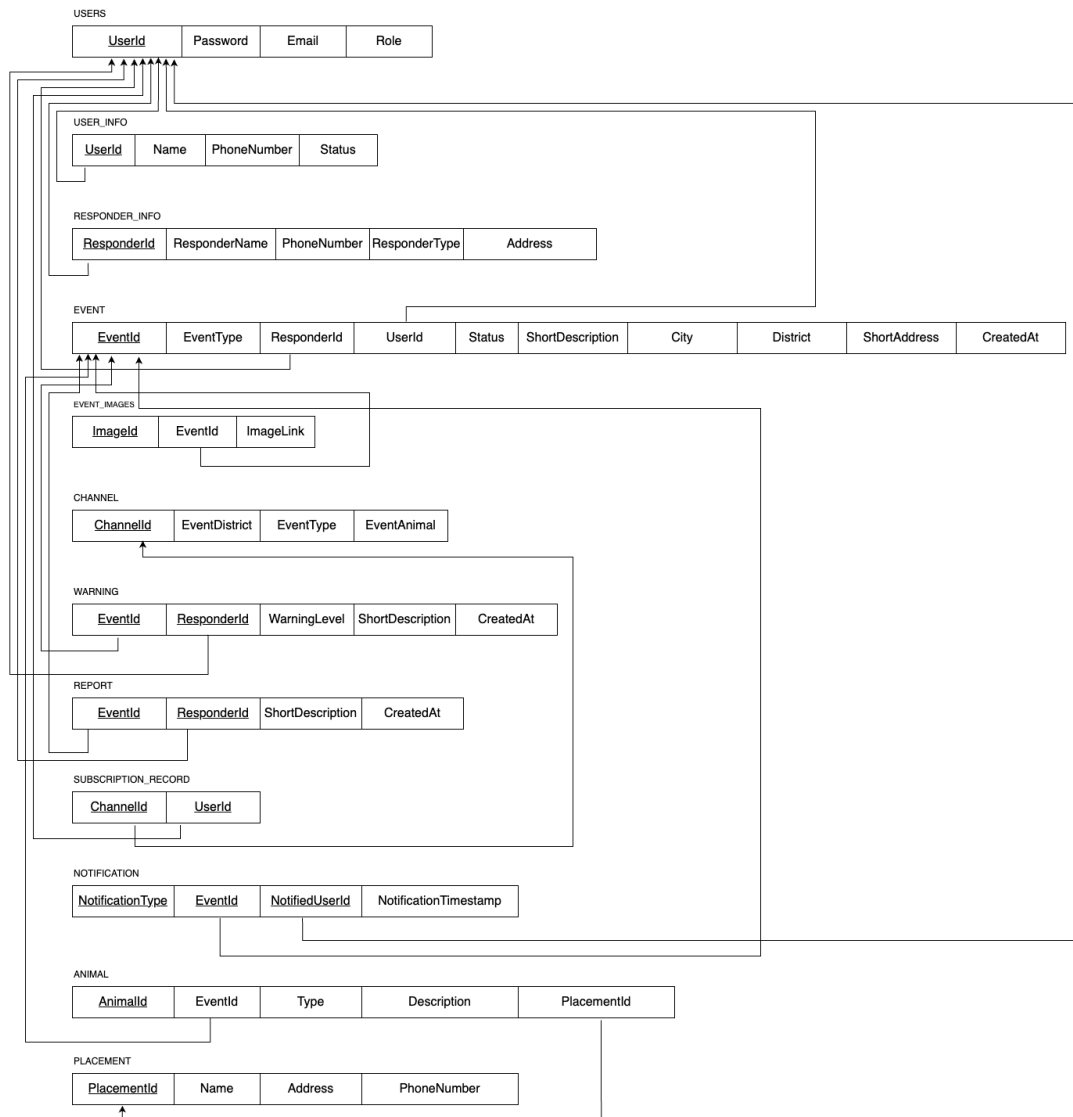 USERS
UserId Password Email Role
USER_INFO
UserId Name PhoneNumber Status
RESPONDER_INFO
ResponderId ResponderName PhoneNumber ResponderType Address
EVENT
EventId EventType ResponderId UserId Status ShortDescription City District ShortAddress CreatedAt
EVENT_IMAGES
ImageId EventId ImageLink
CHANNEL
ChannelId EventDistrict EventType EventAnimal
WARNING
EventId ResponderId WarningLevel ShortDescription CreatedAt
REPORT
EventId ResponderId ShortDescription CreatedAt
SUBSCRIPTION_RECORD
ChannelId UserId
NOTIFICATION
NotificationType EventId NotifiedUserId NotificationTimestamp
ANIMAL
AnimalId EventId Type Description PlacementId
PLACEMENT
PlacementId Name Address PhoneNumber